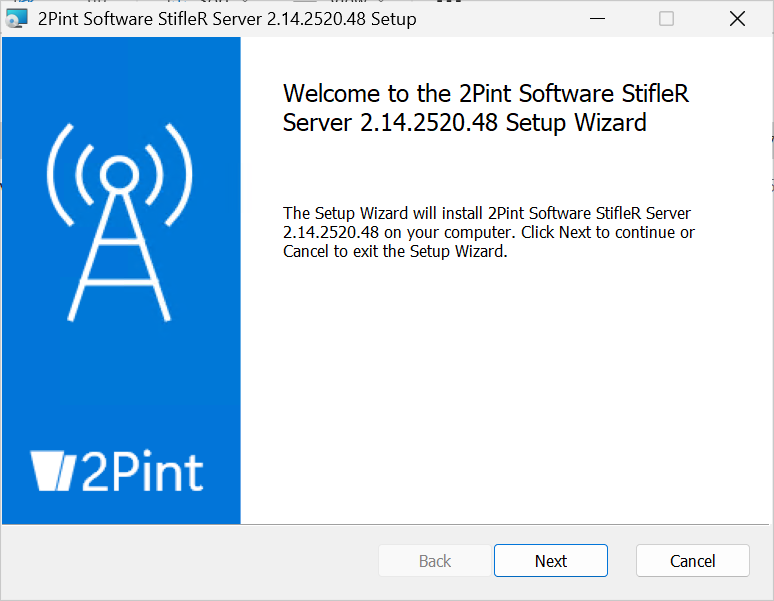 2Pint Software StifleR Server 2.14.2520.48 Setup
Welcome to the 2Pint Software StifleR
Server 2.14.2520.48 Setup Wizard
The Setup Wizard will install 2Pint Software StifleR Server
2.14.2520.48 on your computer. Click Next to continue or
Cancel to exit the Setup Wizard.
2Pint
Back
Next
Cancel